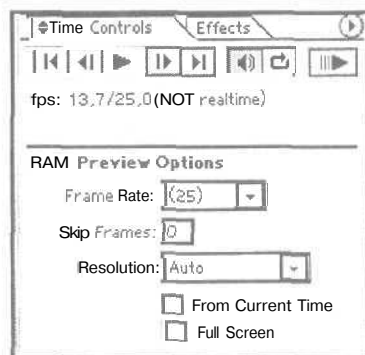 Time Controls Effects
fps: 13,7/25,0(NOT realtime)
RAM Preview Options
Frame Rate: (25)
Skip Frames: 0
Resolution: Auto
From Current Time
Full Screen